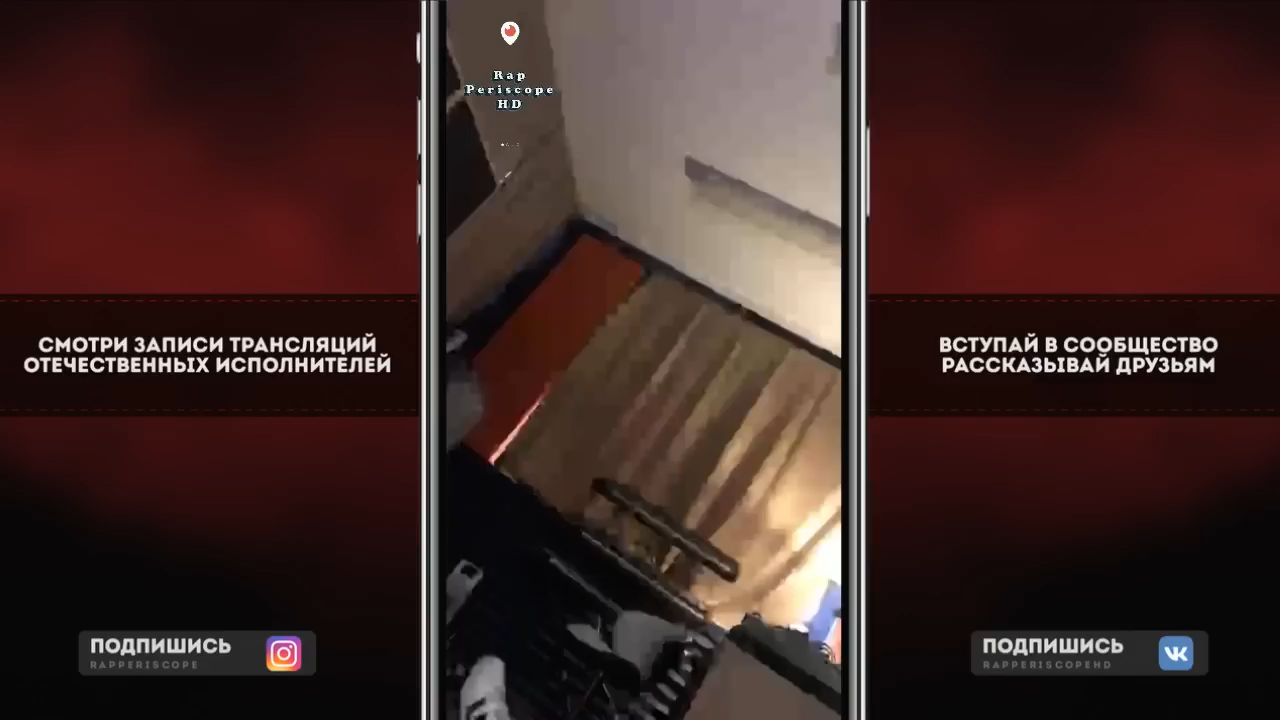 Rap
Periscope
HD
СМОТРИ ЗАПИСИ ТРАНСЛЯЦИЙ
ОТЕЧЕСТВЕННЫХ ИСПОЛНИТЕЛЕЙ
ВСТУПАЙ В СООБЩЕСТВО
РАССКАЗЫВАЙ ДРУЗЬЯМ
ПОДПИШИСЬ
RAPPERISCOPE
ПОДПИШИСЬ
RAPPERISCOPEHD